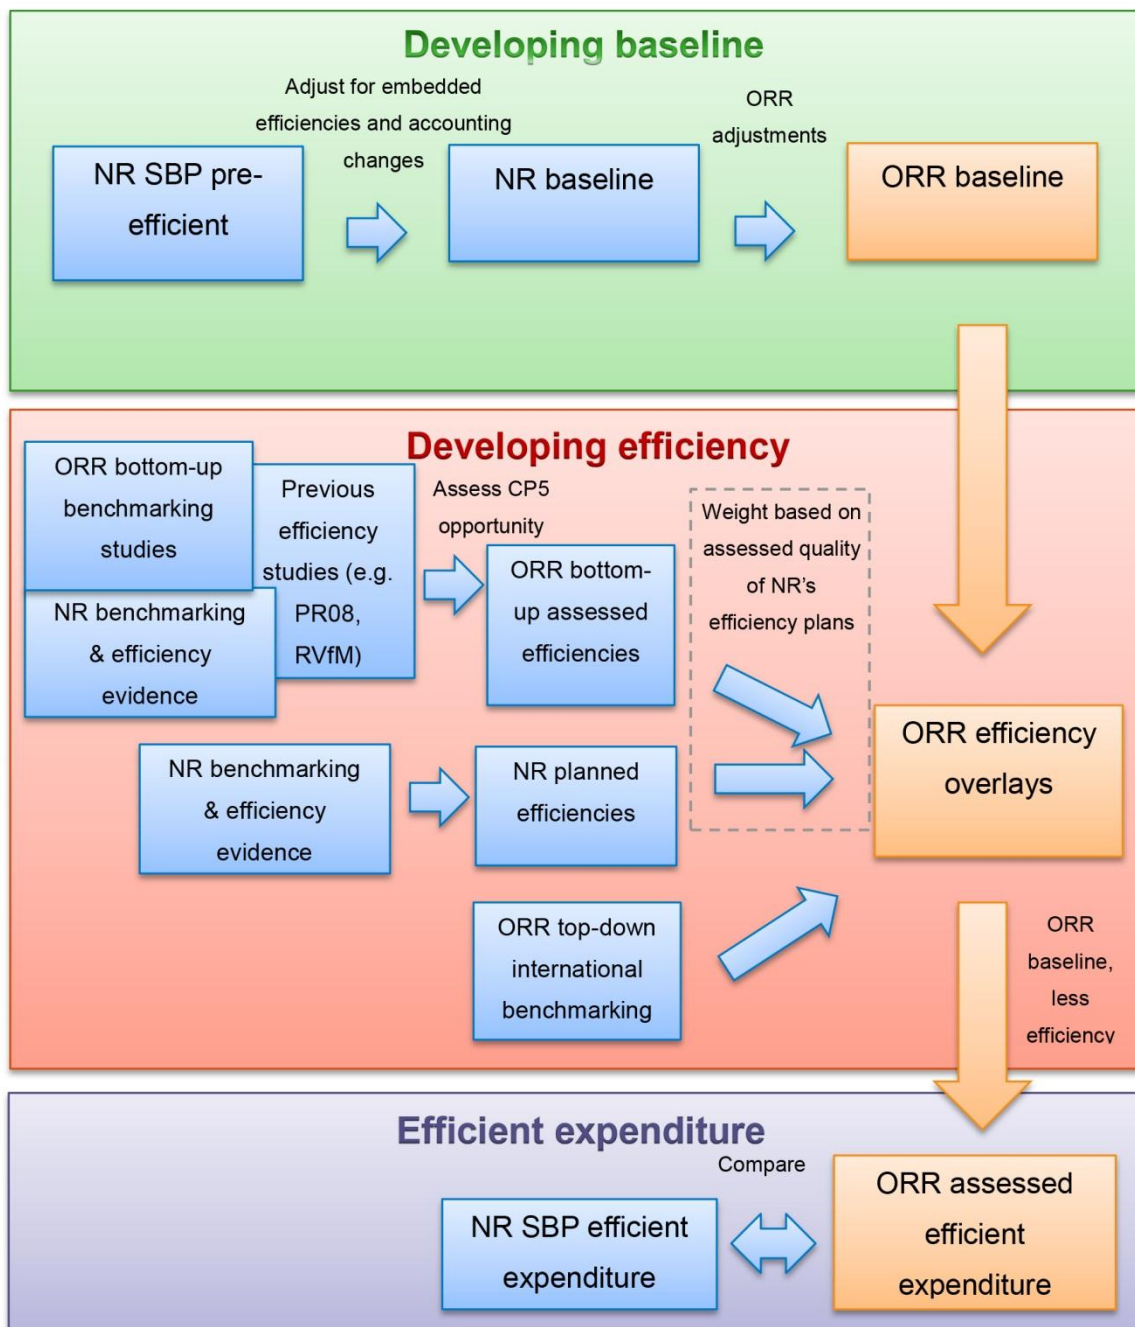 Developing baseline
Adjust for embedded
efficiencies and accounting
changes
ORR
adjustments
NR SBP pre-
efficient
NR baseline
ORR baseline
Developing efficiency
ORR bottom-up
benchmarking
studies
Previous
efficiency
studies (e.g.
PR08,
RVfM)
NR benchmarking
& efficiency
evidence
Assess CP5
opportunity
ORR bottom-
up assessed
efficiencies
Weight based on
assessed quality
of NR's
efficiency plans
NR benchmarking
& efficiency
evidence
NR planned
efficiencies
ORR efficiency
overlays
ORR top-down
international
benchmarking
ORR
baseline,
less
efficiency
Efficient expenditure
Compare
NR SBP efficient
expenditure
ORR assessed
efficient
expenditure